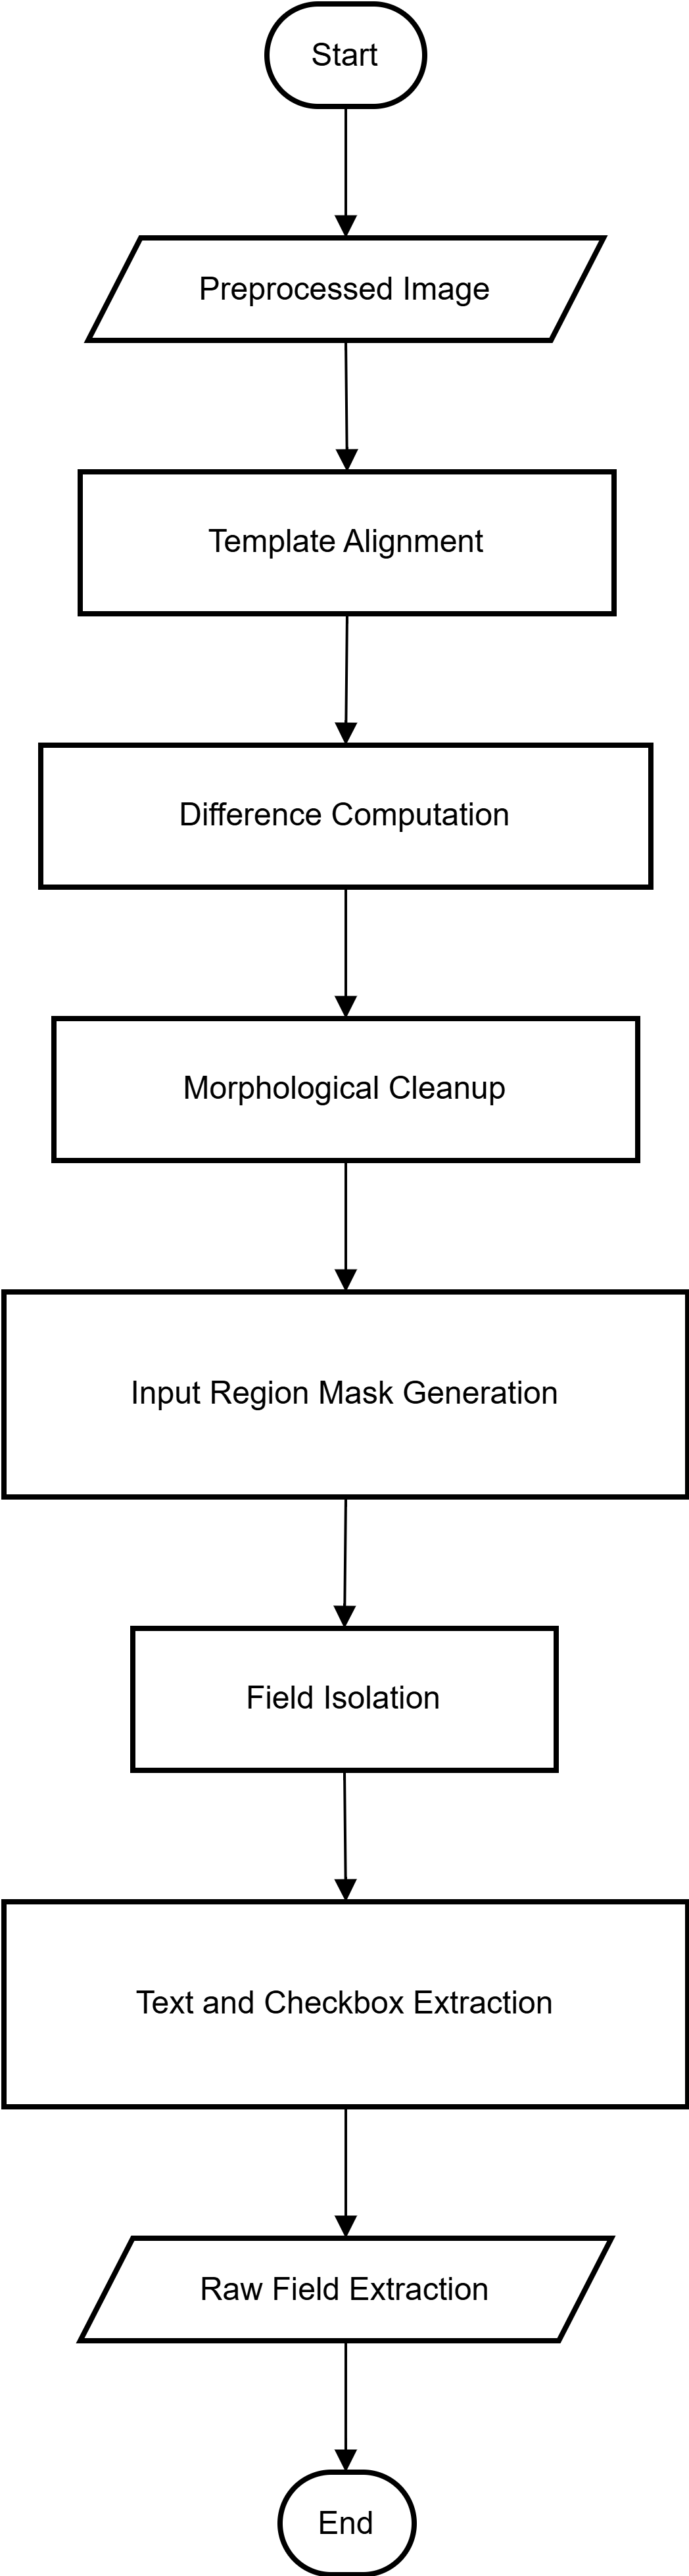 Start
Preprocessed Image
Template Alignment
Difference Computation
Morphological Cleanup
Input Region Mask Generation
Field Isolation
Text and Checkbox Extraction
Raw Field Extraction
End